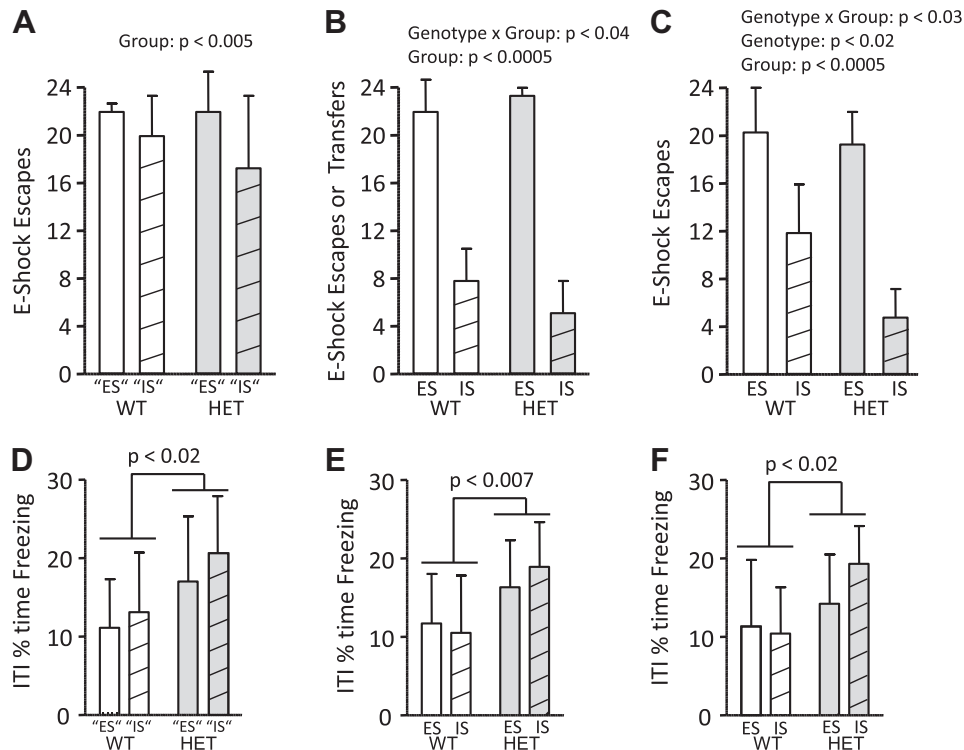 A
Group: p < 0.005
E-Shock Escapes
24
20
16
12
8
4
0
“ES“ “IS“ “ES“ “IS“
WT HET
B
Genotype x Group: p < 0.04
Group: p < 0.0005
E-Shock Escapes or Transfers
24
20
16
12
8
4
0
ES IS ES IS
WT HET
C
Genotype x Group: p < 0.03
Genotype: p < 0.02
Group: p < 0.0005
E-Shock Escapes
24
20
16
12
8
4
0
ES IS ES IS
WT HET
D
p < 0.02
ITI % time Freezing
30
20
10
0
“ES“ “IS“ “ES“ “IS“
WT HET
E
p < 0.007
ITI % time Freezing
30
20
10
0
ES IS ES IS
WT HET
F
p < 0.02
ITI % time Freezing
30
20
10
0
ES IS ES IS
WT HET